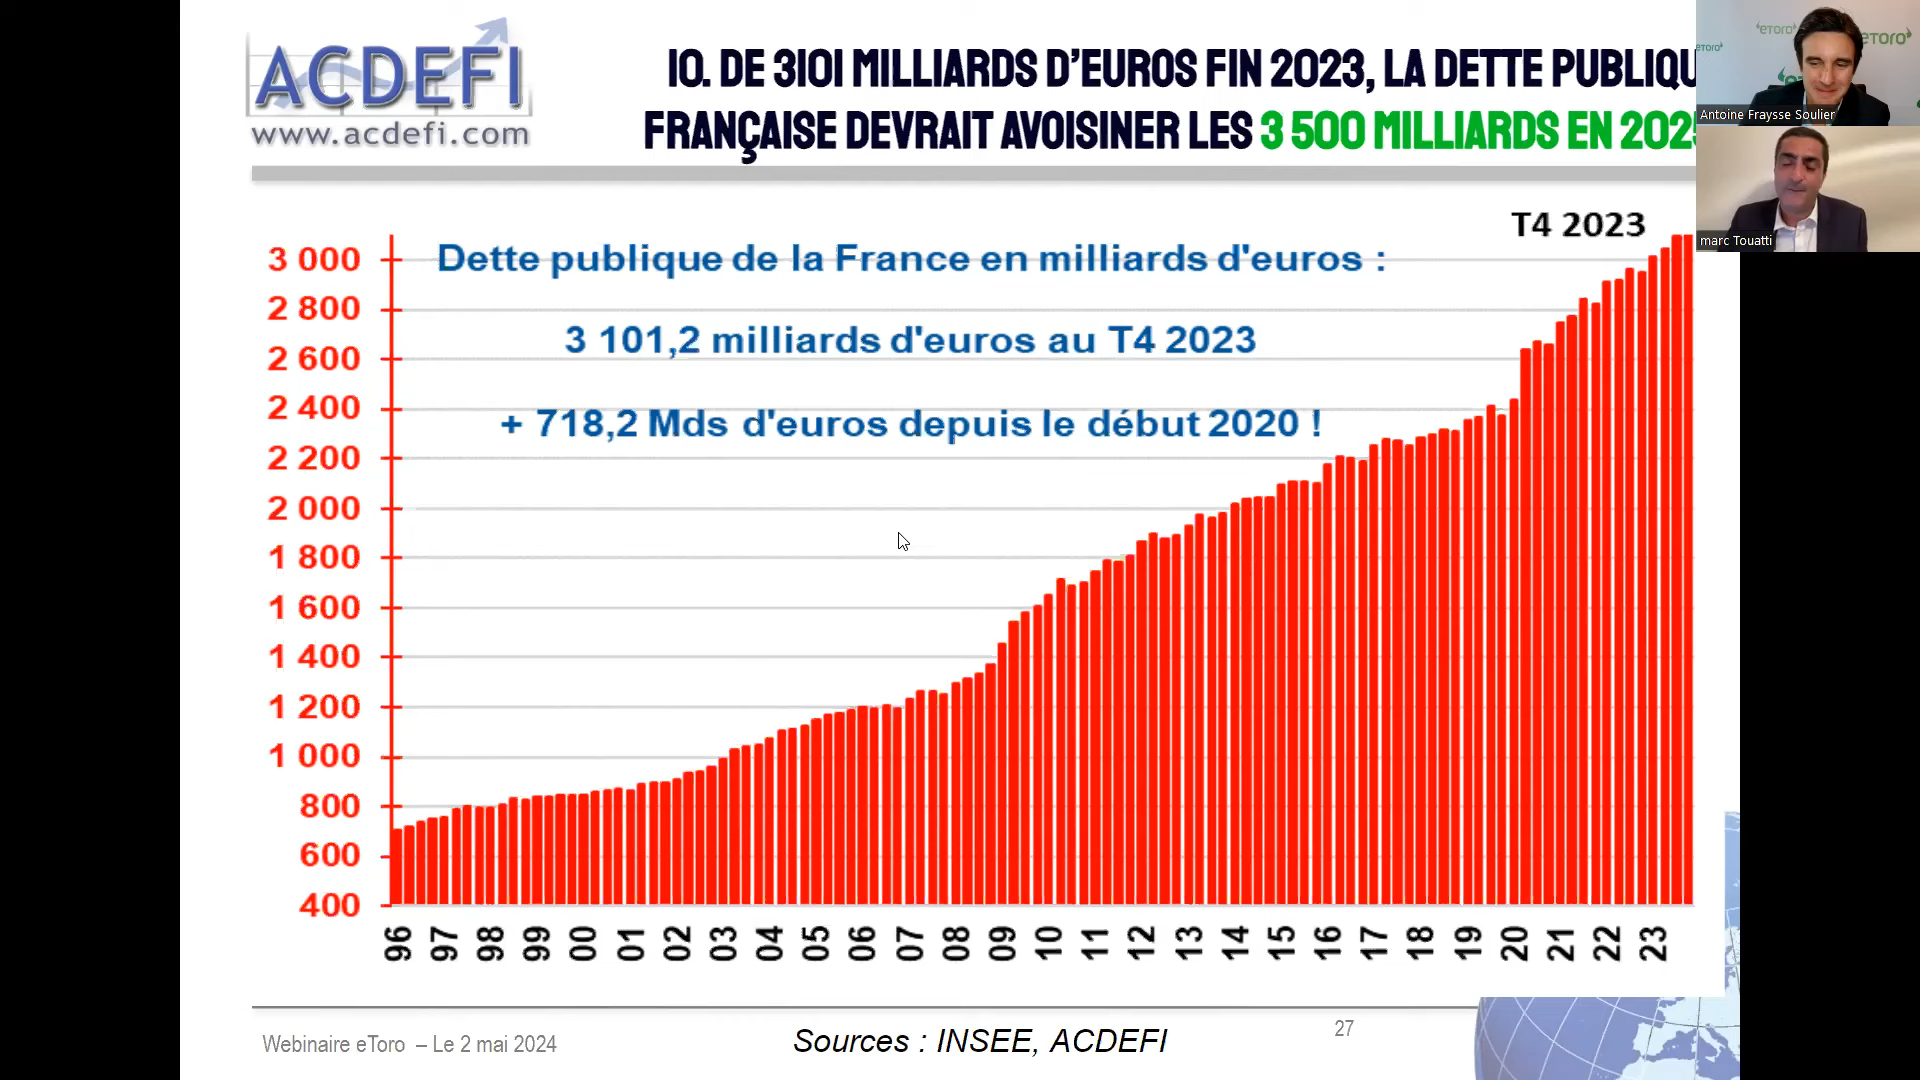 ACDEFI
www.acdefi.com
10. DE 3101 MILLIARDS D'EUROS FIN 2023, LA DETTE PUBLIQU
FRANÇAISE DEVRAIT AVOISINER LES 3 500 MILLIARDS EN 202
eToro
eToro
eToro
Antoine Fraysse Soulier
marc Touatti
T4 2023
Dette publique de la France en milliards d'euros :
3 101,2 milliards d'euros au T4 2023
+ 718,2 Mds d'euros depuis le début 2020 !
3 000
2 800
2 600
2 400
2 200
2 000
1 800
1 600
1 400
1 200
1 000
800
600
400
96 97 98 99 00 01 02 03 04 05 06 07 08 09 10 11 12 13 14 15 16 17 18 19 20 21 22 23
Webinaire eToro – Le 2 mai 2024
Sources : INSEE, ACDEFI
27